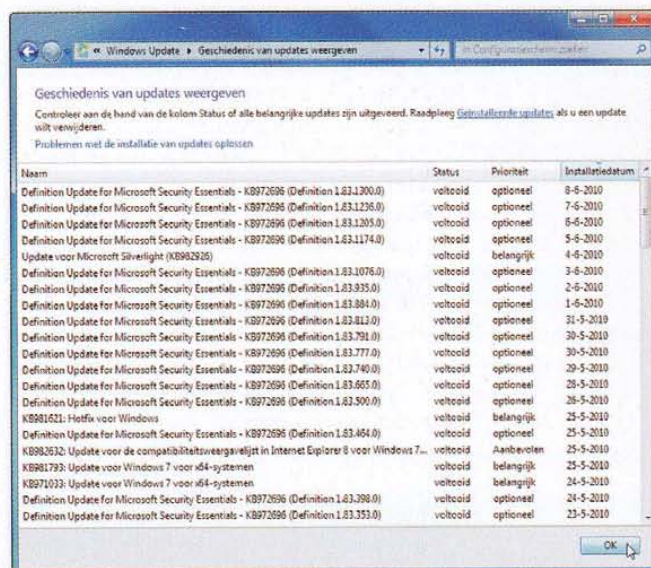 « Windows Update ▸ Geschiedenis van updates weergeven
In Configuratiescherm zoeken
Geschiedenis van updates weergeven
Controleer aan de hand van de kolom Status of alle belangrijke updates zijn uitgevoerd. Raadpleeg Geïnstalleerde updates als u een update
wilt verwijderen.
Problemen met de installatie van updates oplossen
Naam Status Prioriteit Installatiedatum
Definition Update for Microsoft Security Essentials - KB972696 (Definition 1.83.1300.0) voltooid optioneel 8-6-2010
Definition Update for Microsoft Security Essentials - KB972696 (Definition 1.83.1236.0) voltooid optioneel 7-6-2010
Definition Update for Microsoft Security Essentials - KB972696 (Definition 1.83.1205.0) voltooid optioneel 6-6-2010
Definition Update for Microsoft Security Essentials - KB972696 (Definition 1.83.1174.0) voltooid optioneel 5-6-2010
Update voor Microsoft Silverlight (KB982926) voltooid belangrijk 4-6-2010
Definition Update for Microsoft Security Essentials - KB972696 (Definition 1.83.1076.0) voltooid optioneel 3-6-2010
Definition Update for Microsoft Security Essentials - KB972696 (Definition 1.83.935.0) voltooid optioneel 2-6-2010
Definition Update for Microsoft Security Essentials - KB972696 (Definition 1.83.884.0) voltooid optioneel 1-6-2010
Definition Update for Microsoft Security Essentials - KB972696 (Definition 1.83.813.0) voltooid optioneel 31-5-2010
Definition Update for Microsoft Security Essentials - KB972696 (Definition 1.83.791.0) voltooid optioneel 30-5-2010
Definition Update for Microsoft Security Essentials - KB972696 (Definition 1.83.777.0) voltooid optioneel 30-5-2010
Definition Update for Microsoft Security Essentials - KB972696 (Definition 1.83.740.0) voltooid optioneel 29-5-2010
Definition Update for Microsoft Security Essentials - KB972696 (Definition 1.83.665.0) voltooid optioneel 28-5-2010
Definition Update for Microsoft Security Essentials - KB972696 (Definition 1.83.500.0) voltooid optioneel 26-5-2010
KB981621: Hotfix voor Windows voltooid belangrijk 25-5-2010
Definition Update for Microsoft Security Essentials - KB972696 (Definition 1.83.464.0) voltooid optioneel 25-5-2010
KB982632: Update voor de compatibiliteitsweergavelijst in Internet Explorer 8 voor Windows 7... voltooid Aanbevolen 25-5-2010
KB981793: Update voor Windows 7 voor x64-systemen voltooid belangrijk 25-5-2010
KB971033: Update voor Windows 7 voor x64-systemen voltooid belangrijk 24-5-2010
Definition Update for Microsoft Security Essentials - KB972696 (Definition 1.83.398.0) voltooid optioneel 24-5-2010
Definition Update for Microsoft Security Essentials - KB972696 (Definition 1.83.353.0) voltooid optioneel 23-5-2010
OK